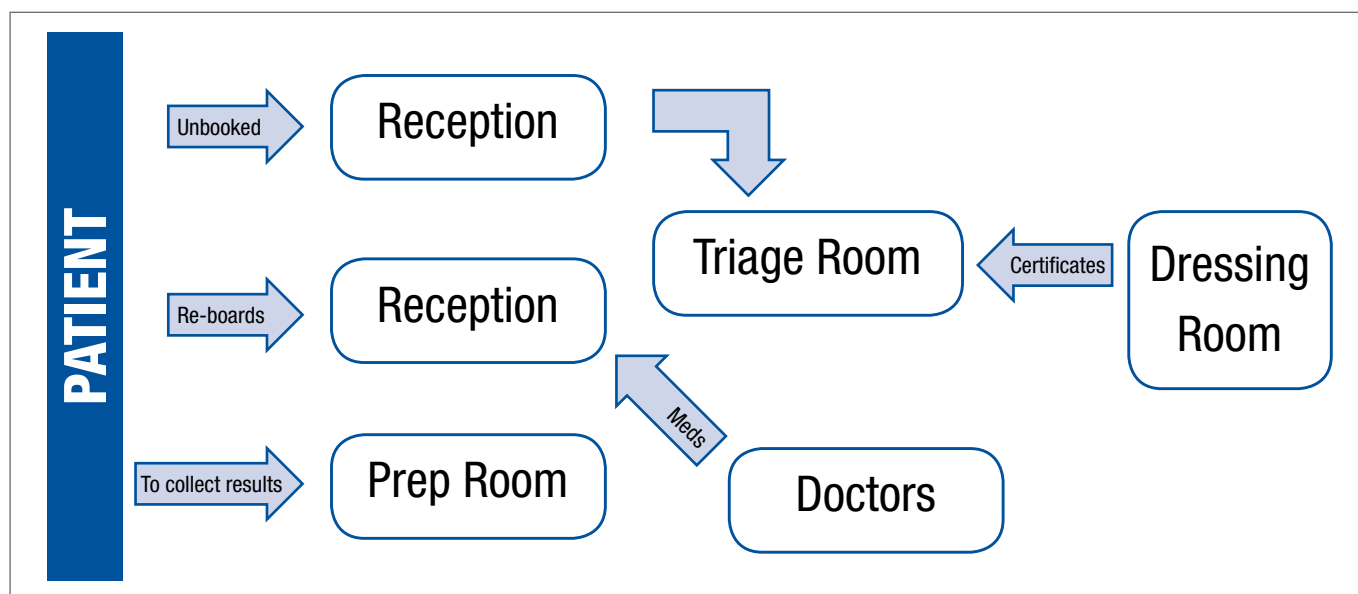 PATIENT
Unbooked
Reception
Triage Room
Certificates
Dressing
Room
Re-boards
Reception
Meds
To collect results
Prep Room
Doctors